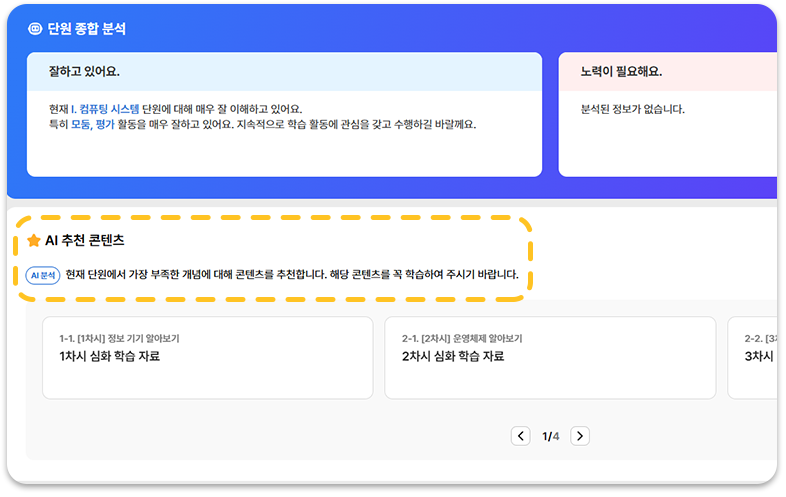 단원 종합 분석
잘하고 있어요.
현재 I. 컴퓨팅 시스템 단원에 대해 매우 잘 이해하고 있어요.
특히 모둠, 평가 활동을 매우 잘하고 있어요. 지속적으로 학습 활동에 관심을 갖고 수행하길 바랄께요.
노력이 필요해요.
분석된 정보가 없습니다.
AI 추천 콘텐츠
AI 분석 현재 단원에서 가장 부족한 개념에 대해 콘텐츠를 추천합니다. 해당 콘텐츠를 꼭 학습하여 주시기 바랍니다.
1-1. [1차시] 정보 기기 알아보기
1차시 심화 학습 자료
2-1. [2차시] 운영체제 알아보기
2차시 심화 학습 자료
2-2. [3
3차시
1/4